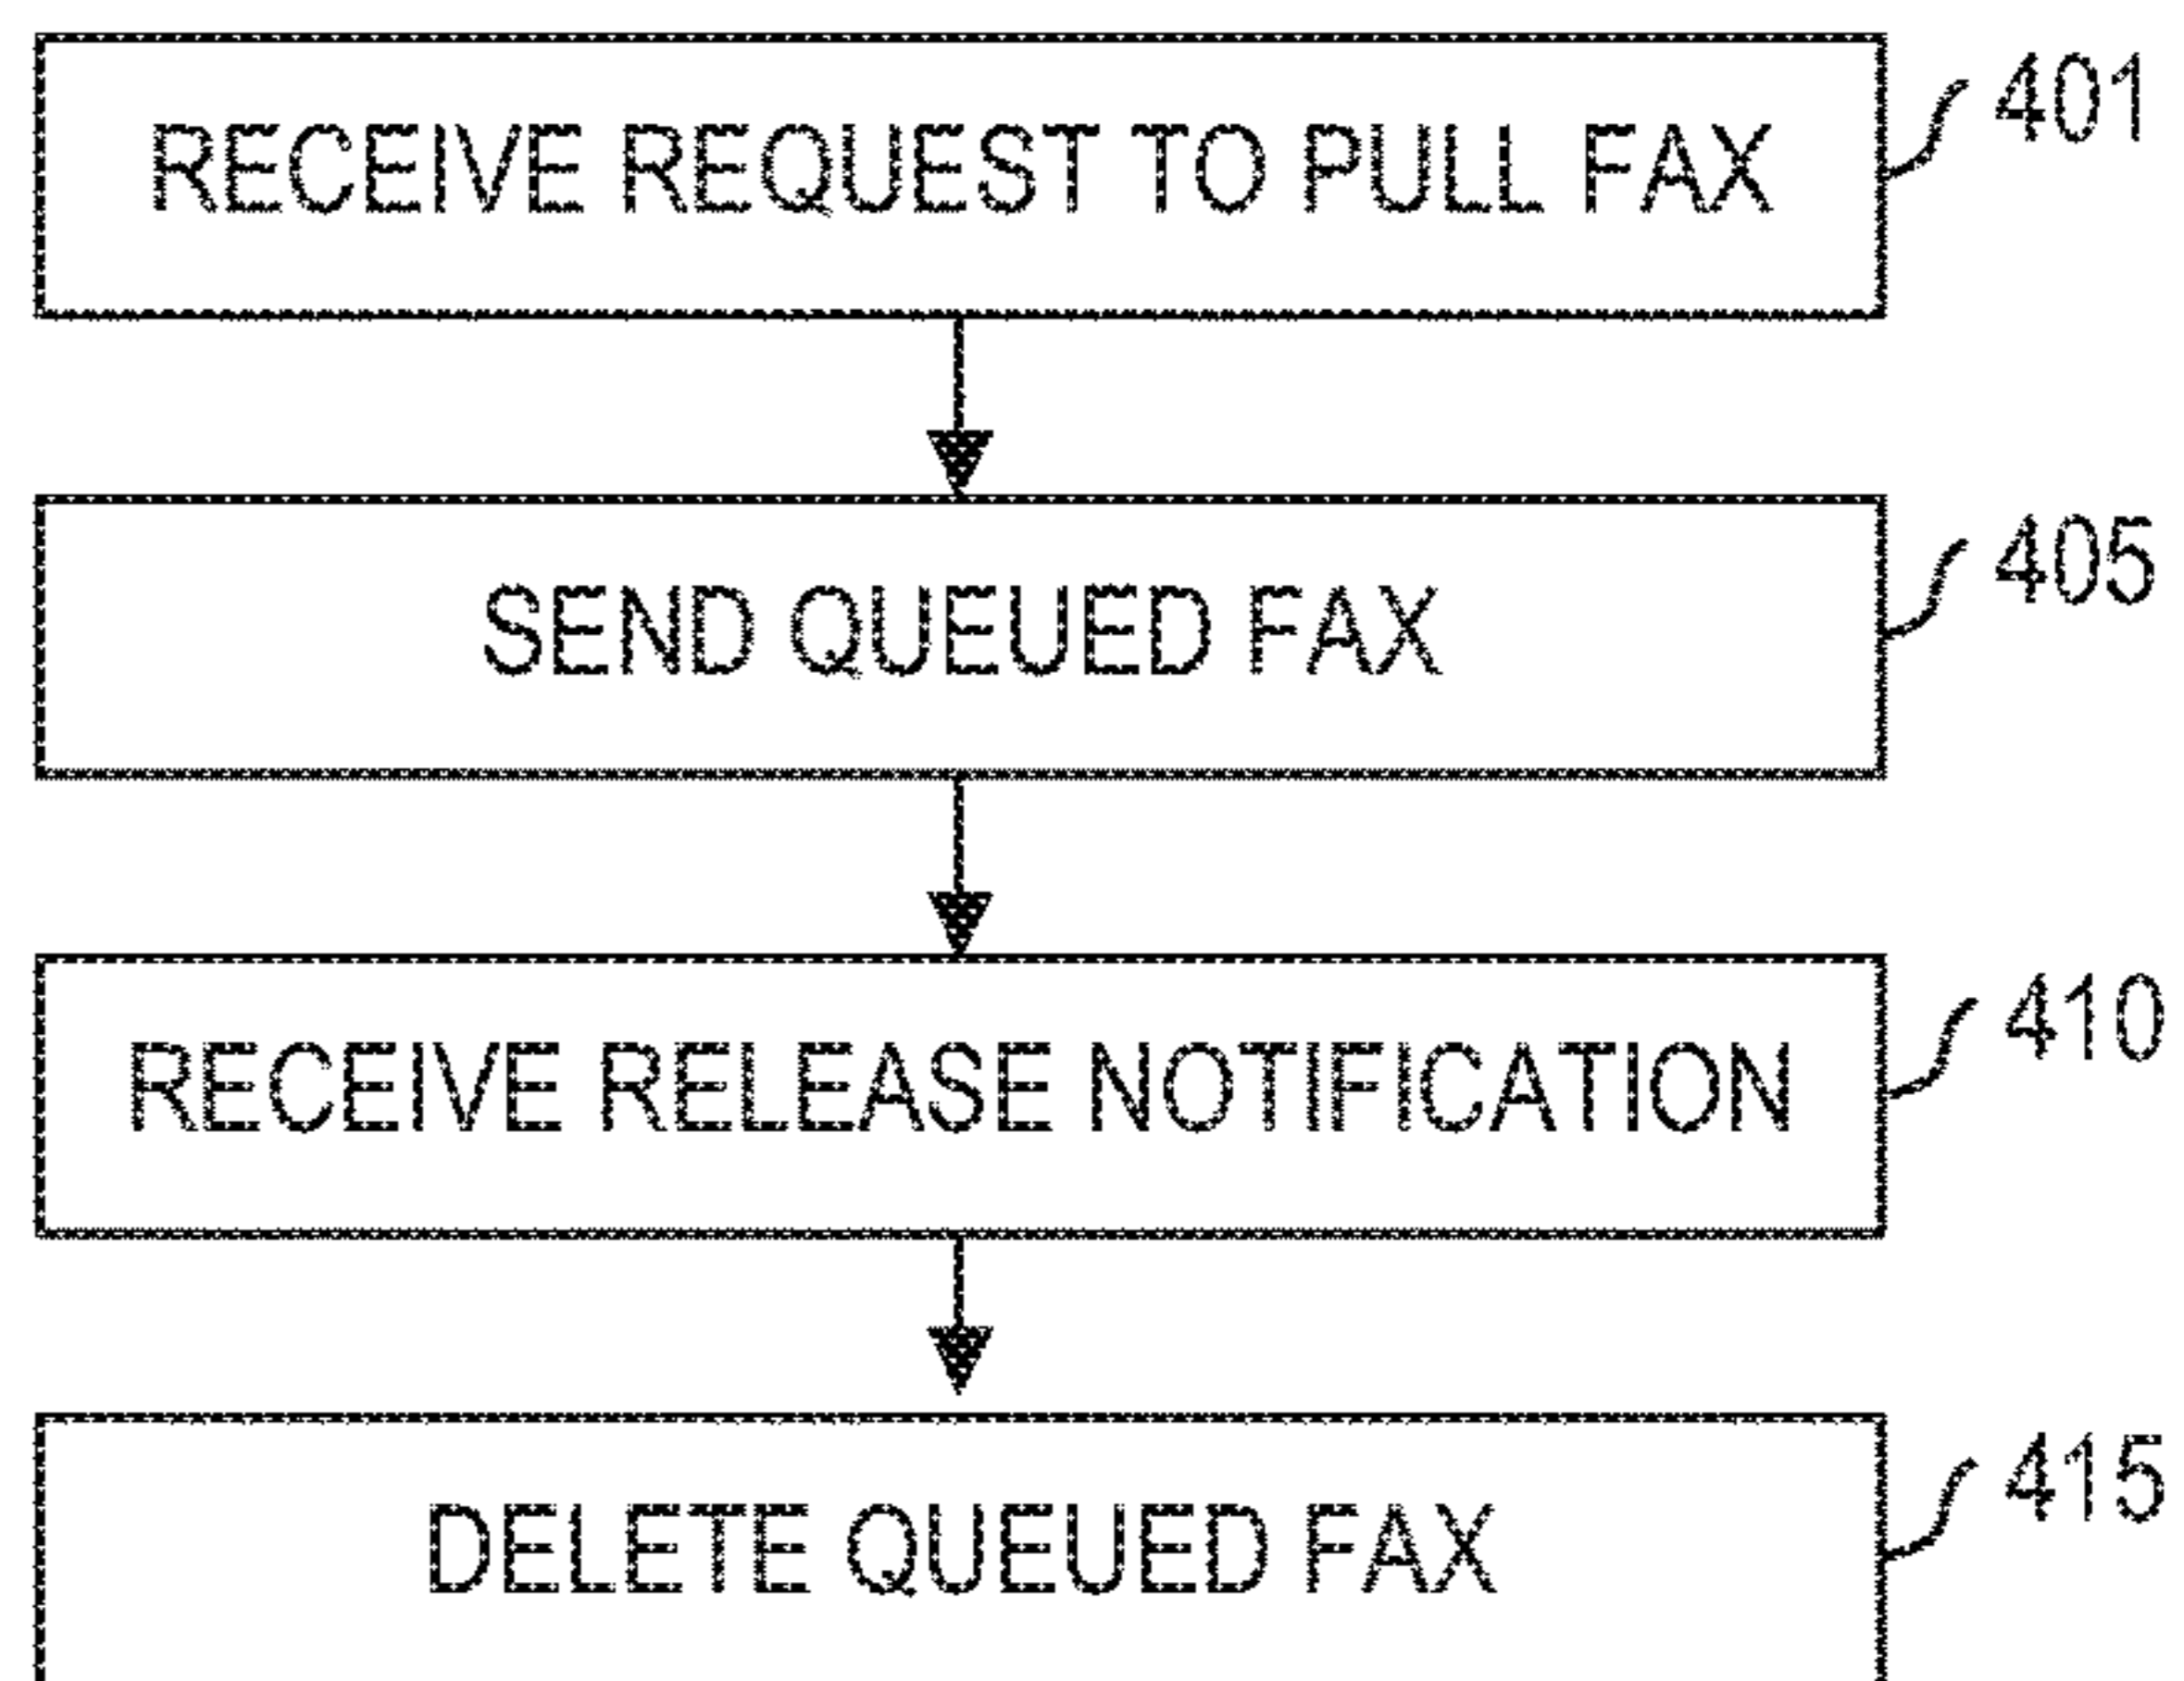 RECEIVE REQUEST TO PULL FAX
401
SEND QUEUED FAX
405
RECEIVE RELEASE NOTIFICATION
410
DELETE QUEUED FAX
415